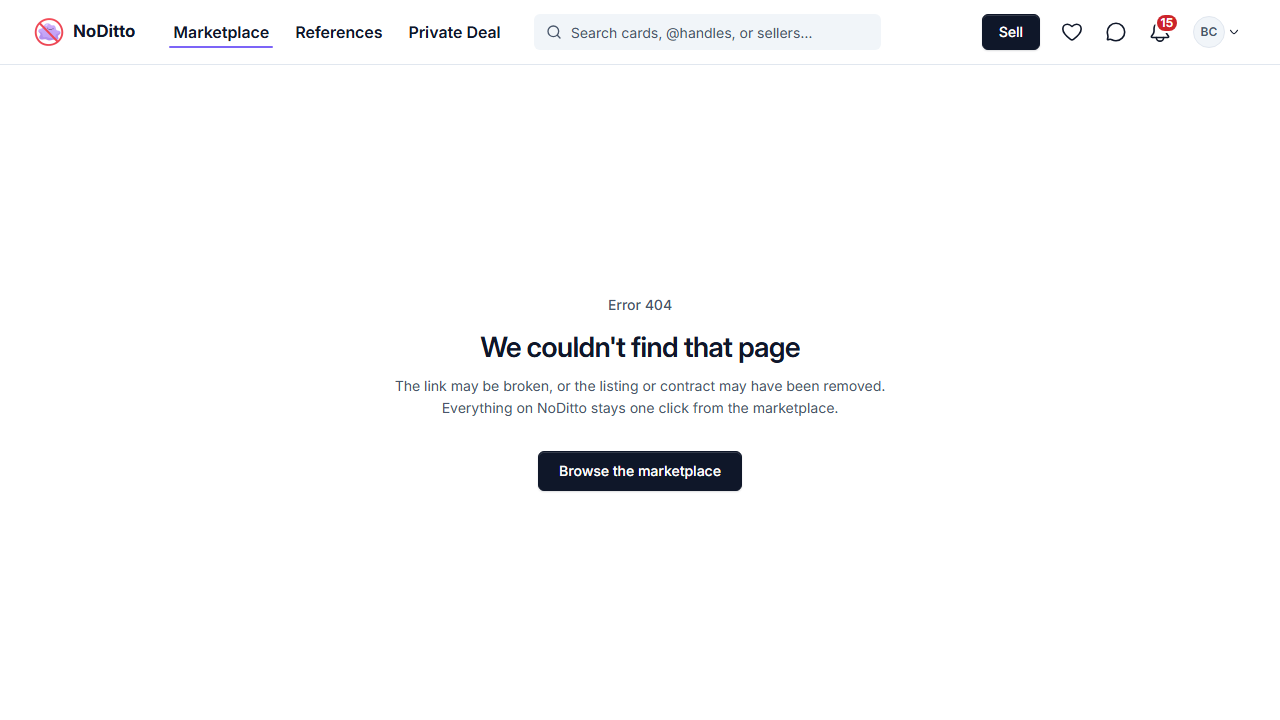 NoDitto
Marketplace
References
Private Deal
Search cards, @handles, or sellers...
Sell
15
BC
Error 404
We couldn't find that page
The link may be broken, or the listing or contract may have been removed.
Everything on NoDitto stays one click from the marketplace.
Browse the marketplace